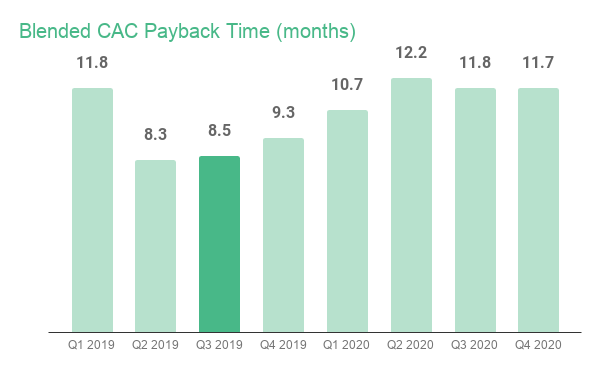 Blended CAC Payback Time (months)
11.8
8.3
8.5
9.3
10.7
12.2
11.8
11.7
Q1 2019
Q2 2019
Q3 2019
Q4 2019
Q1 2020
Q2 2020
Q3 2020
Q4 2020